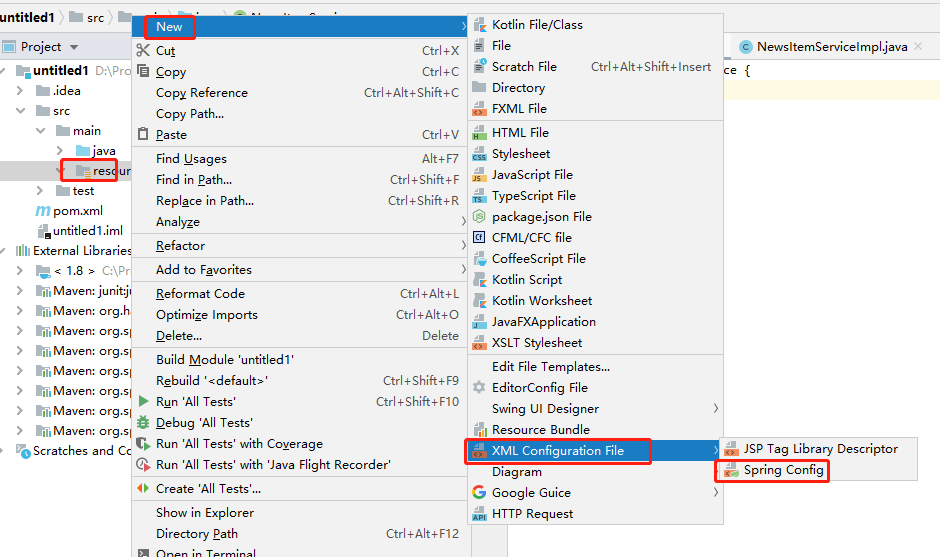 untitled1
src
Project
untitled1 D:\Pro
.idea
src
main
java
resour
test
pom.xml
untitled1.iml
External Libraries
< 1.8 > C:\Pro
Maven: junit:ju
Maven: org.ha
Maven: org.sp
Maven: org.sp
Maven: org.sp
Maven: org.sp
Maven: org.sp
Scratches and Co
New
Cut Ctrl+X
Copy Ctrl+C
Copy Reference Ctrl+Alt+Shift+C
Copy Path...
Paste Ctrl+V
Find Usages Alt+F7
Find in Path... Ctrl+Shift+F
Replace in Path... Ctrl+Shift+R
Analyze
Refactor
Add to Favorites
Reformat Code Ctrl+Alt+L
Optimize Imports Ctrl+Alt+O
Delete... Delete
Build Module 'untitled1'
Rebuild '<default>' Ctrl+Shift+F9
Run 'All Tests' Ctrl+Shift+F10
Debug 'All Tests'
Run 'All Tests' with Coverage
Run 'All Tests' with 'Java Flight Recorder'
Create 'All Tests'...
Show in Explorer
Directory Path Ctrl+Alt+F12
Open in Terminal
Kotlin File/Class
File
Scratch File Ctrl+Alt+Shift+Insert
Directory
FXML File
HTML File
Stylesheet
JavaScript File
TypeScript File
package.json File
CFML/CFC file
CoffeeScript File
Kotlin Script
Kotlin Worksheet
JavaFXApplication
XSLT Stylesheet
Edit File Templates...
EditorConfig File
Swing UI Designer
Resource Bundle
XML Configuration File
Diagram
Google Guice
HTTP Request
JSP Tag Library Descriptor
Spring Config
NewsItemServiceImpl.java
ce {